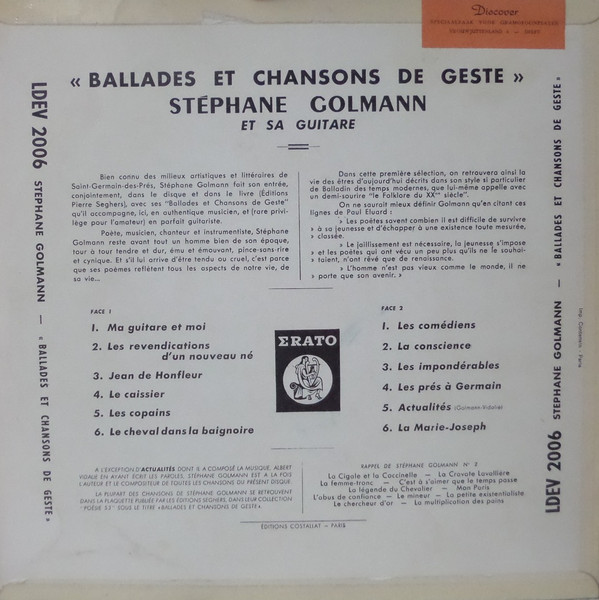 Discover
« BALLADES ET CHANSONS DE GESTE »
STÉPHANE GOLMANN
ET SA GUITARE
Bien connu des milieux artistiques et littéraires de
Saint-Germain-des-Prés, Stéphane Golmann fait son entrée,
conjointement, dans le disque et dans le livre (Éditions
Pierre Seghers), avec ses "Ballades et Chansons de Geste"
qu'il accompagne, ici, en authentique musicien, et (rare privi-
lège pour l'amateur) en parfait guitariste.
Poète, musicien, chanteur et instrumentiste, Stéphane
Golmann reste avant tout un homme bien de son époque,
tour à tour tendre et dur, ému et émouvant, pince-sans-rire
et cynique. Et s'il lui arrive d'être tendu ou cruel, c'est parce
que ses poèmes reflètent tous les aspects de notre vie, de
sa vie...
Dans cette première sélection, on retrouvera ainsi la
vie des êtres d'aujourd'hui décrits dans son style si particulier
de Balladin des temps modernes, que lui-même appelle avec
un demi-sourire "le Folklore du XXme siècle".
On ne saurait mieux définir Golmann qu'en citant ces
lignes de Paul Eluard :
» Les poètes savent combien il est difficile de survivre
» à sa jeunesse et d'échapper à une existence toute mesurée,
» classée.
» Le jaillissement est nécessaire, la jeunesse s'impose
» et les poètes qui ont vécu un peu plus qu'ils ne le souhai-
» taient, n'ont rêvé que de renaissance.
» L'homme n'est pas vieux comme le monde, il ne
» porte que son avenir. »
FACE 1
1. Ma guitare et moi
2. Les revendications
d'un nouveau né
3. Jean de Honfleur
4. Le caissier
5. Les copains
6. Le cheval dans la baignoire
ERATO
FACE 2
1. Les comédiens
2. La conscience
3. Les impondérables
4. Les prés à Germain
5. Actualités (Golmann-Vidalie)
6. La Marie-Joseph
A L'EXCEPTION D'ACTUALITÉS DONT IL A COMPOSÉ LA MUSIQUE, ALBERT
VIDALIE EN AYANT ÉCRIT LES PAROLES, STÉPHANE GOLMANN EST A LA FOIS
L'AUTEUR ET LE COMPOSITEUR DE TOUTES LES CHANSONS DU PRÉSENT DISQUE
LA PLUPART DES CHANSONS DE STÉPHANE GOLMANN SE RETROUVENT
DANS LA PLAQUETTE PUBLIÉE PAR LES ÉDITIONS SEGHERS, DANS LEUR COLLECTION
"POÉSIE 53" SOUS LE TITRE «BALLADES ET CHANSONS DE GESTE».
RAPPEL DE STÉPHANE GOLMANN N° 2
La Cigale et la Coccinelle — La Cravate Lavallière
La femme-tronc — C'est à s'aimer que le temps passe
La légende du Chevalier — Mon Paris
L'abus de confiance - Le mineur — La petite existentialiste
Le chercheur d'or — La multiplication des pains
ÉDITIONS COSTALLAT — PARIS
LDEV 2006 STÉPHANE GOLMANN — « BALLADES ET CHANSONS DE GESTE »
LDEV 2006 STÉPHANE GOLMANN — « BALLADES ET CHANSONS DE GESTE »